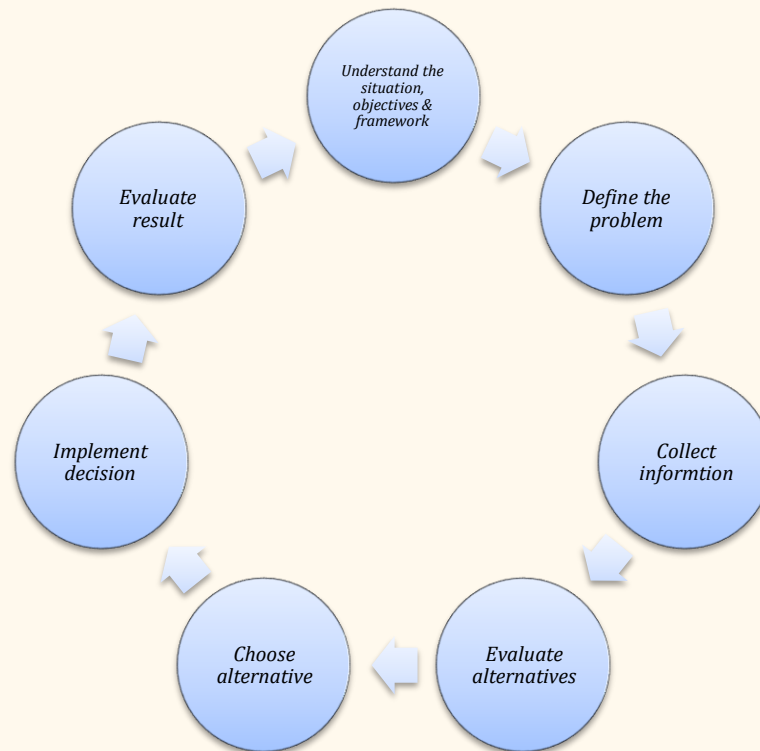 Understand the
situation,
objectives &
framework
Define the
problem
Collect
informtion
Evaluate
alternatives
Choose
alternative
Implement
decision
Evaluate
result